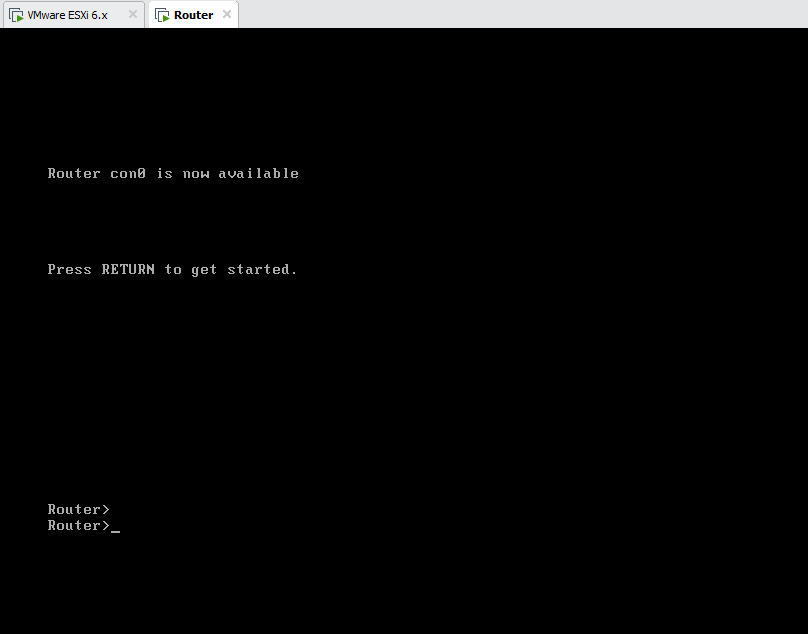 VMware ESXi 6.x
Router
Router con0 is now available
Press RETURN to get started.
Router>
Router>_